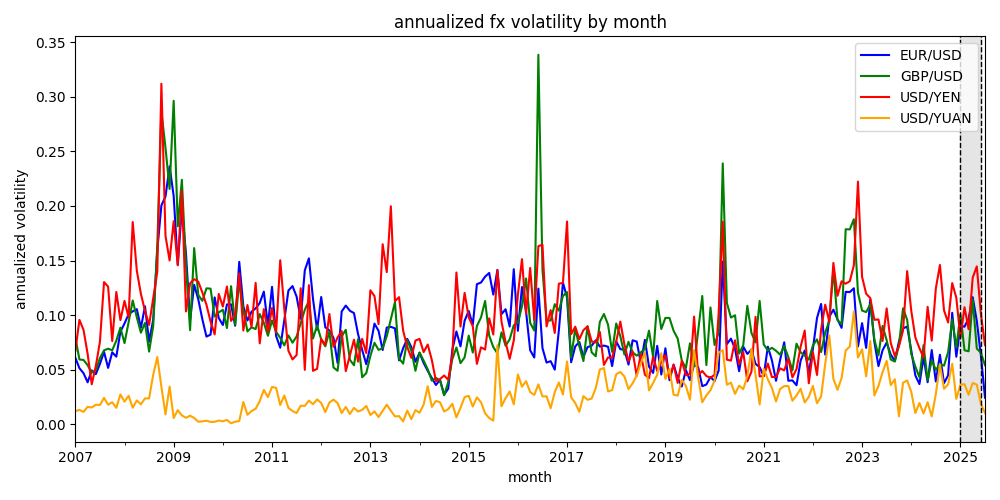 annualized fx volatility by month
EUR/USD
GBP/USD
USD/YEN
USD/YUAN
annualized volatility
0.35
0.30
0.25
0.20
0.15
0.10
0.05
0.00
2007 2009 2011 2013 2015 2017 2019 2021 2023 2025
month